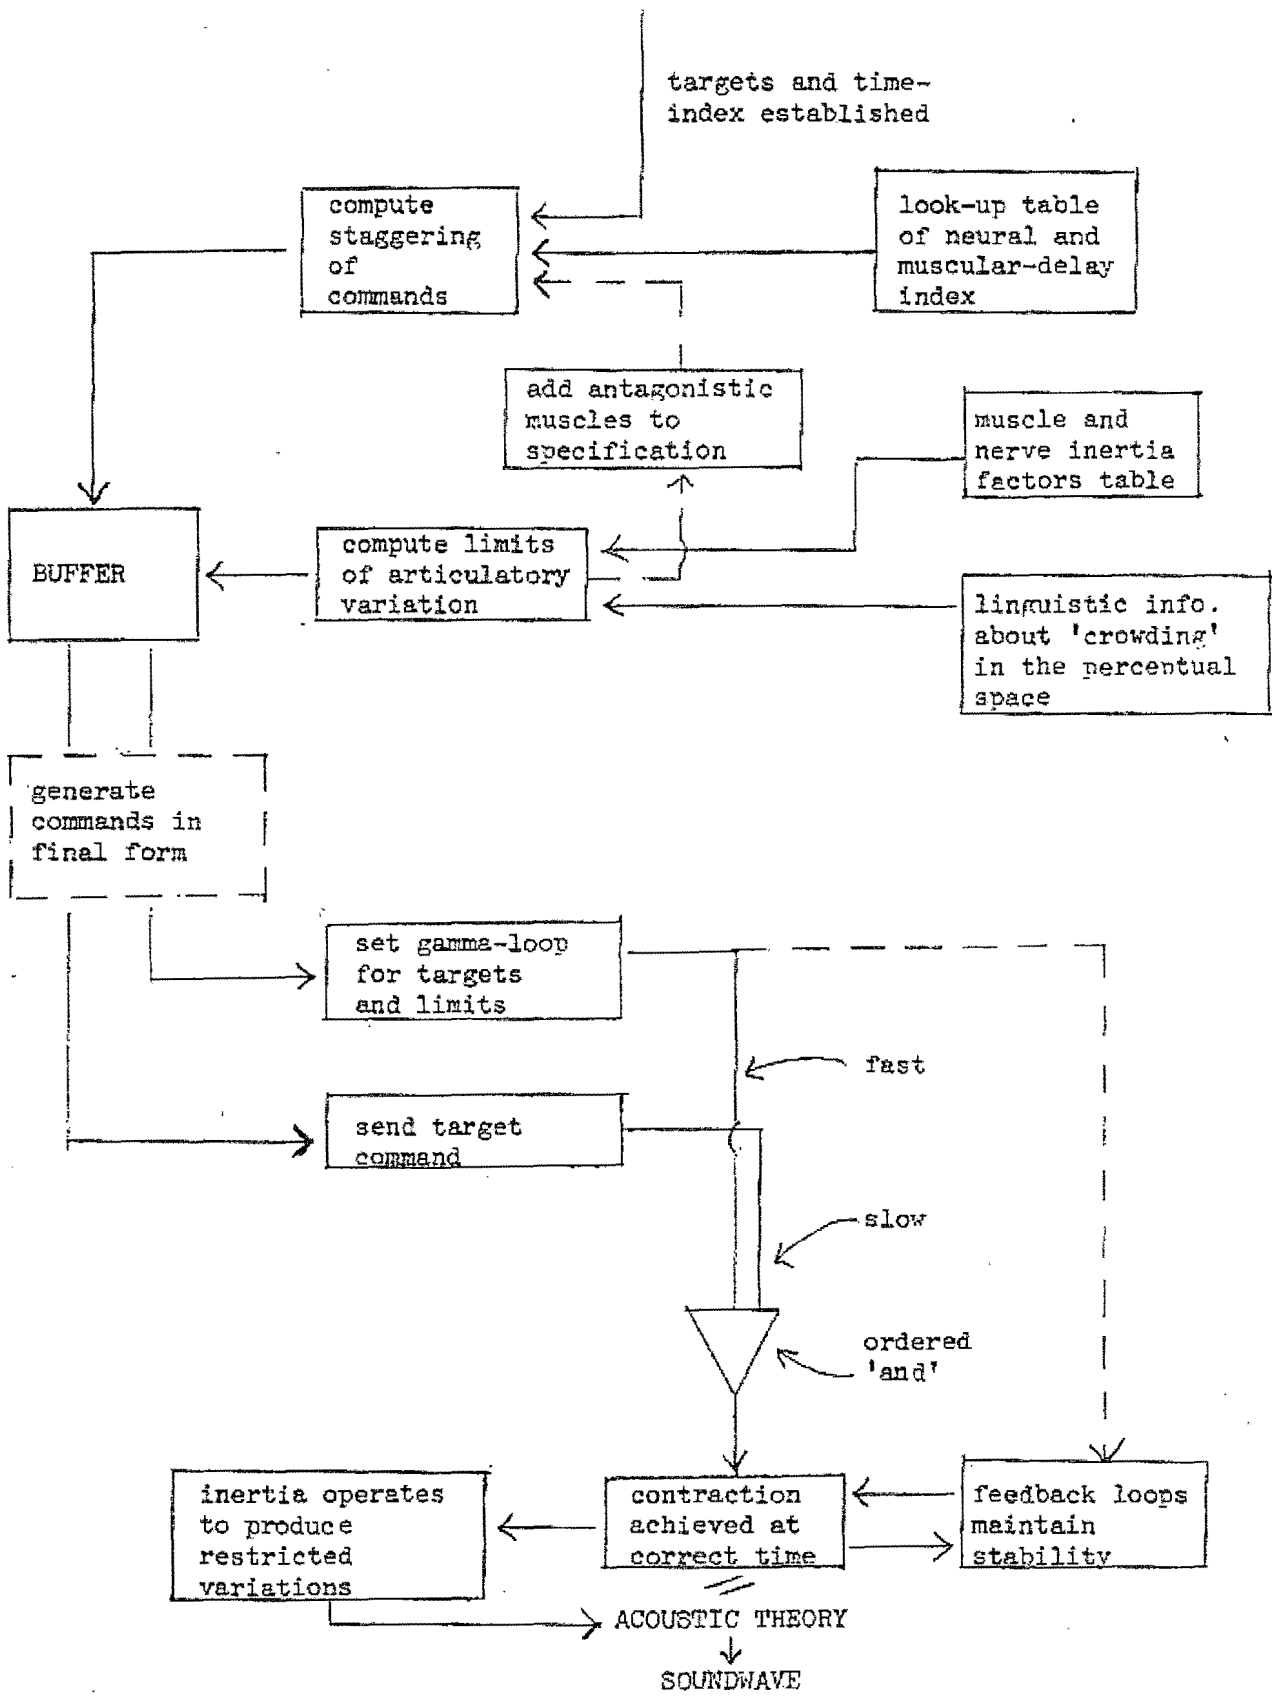 targets and time-
index established
compute
staggering
of
commands
look-up table
of neural and
muscular-delay
index
add antagonistic
muscles to
specification
muscle and
nerve inertia
factors table
BUFFER
compute limits
of articulatory
variation
linguistic info.
about 'crowding'
in the perceptual
space
generate
commands in
final form
set gamma-loop
for targets
and limits
fast
send target
command
slow
ordered
'and'
inertia operates
to produce
restricted
variations
contraction
achieved at
correct time
feedback loops
maintain
stability
ACOUSTIC THEORY
SOUNDWAVE